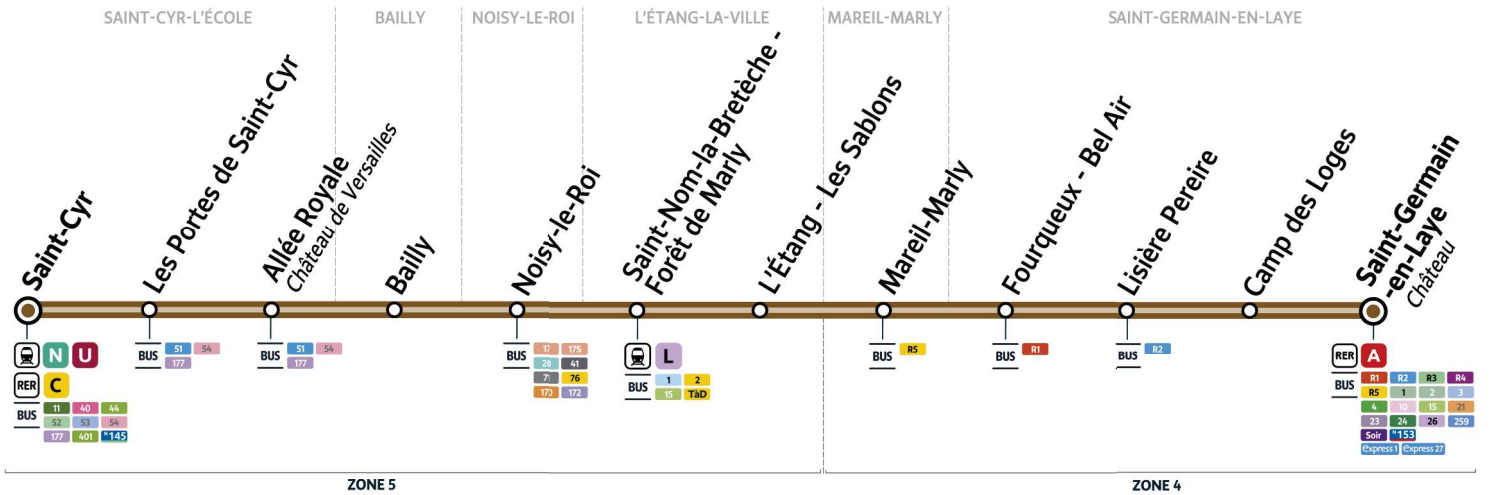 SAINT-CYR-L'ÉCOLE
BAILLY
NOISY-LE-ROI
L'ÉTANG-LA-VILLE
MAREIL-MARLY
SAINT-GERMAIN-EN-LAYE
Saint-Cyr
Les Portes de Saint-Cyr
Allée Royale
Château de Versailles
Bailly
Noisy-le-Roi
Saint-Nom-la-Bretèche -
Forêt de Marly
L'Étang - Les Sablons
Mareil-Marly
Fourqueux - Bel Air
Lisière Pereire
Camp des Loges
Saint-Germain
-en-Laye
Château
N U
RER C
BUS 11 40 44
52 53 54
177 401 N145
BUS 51 54
177
BUS 51 54
177
BUS 17 175
20 41
71 76
170 172
L
BUS 1 2
15 TàD
BUS R5
BUS R1
BUS R2
RER A
BUS R1 R2 R3 R4
R5 1 2 3
4 10 15 21
23 24 26 259
Soir N153
express 1 express 27
ZONE 5
ZONE 4